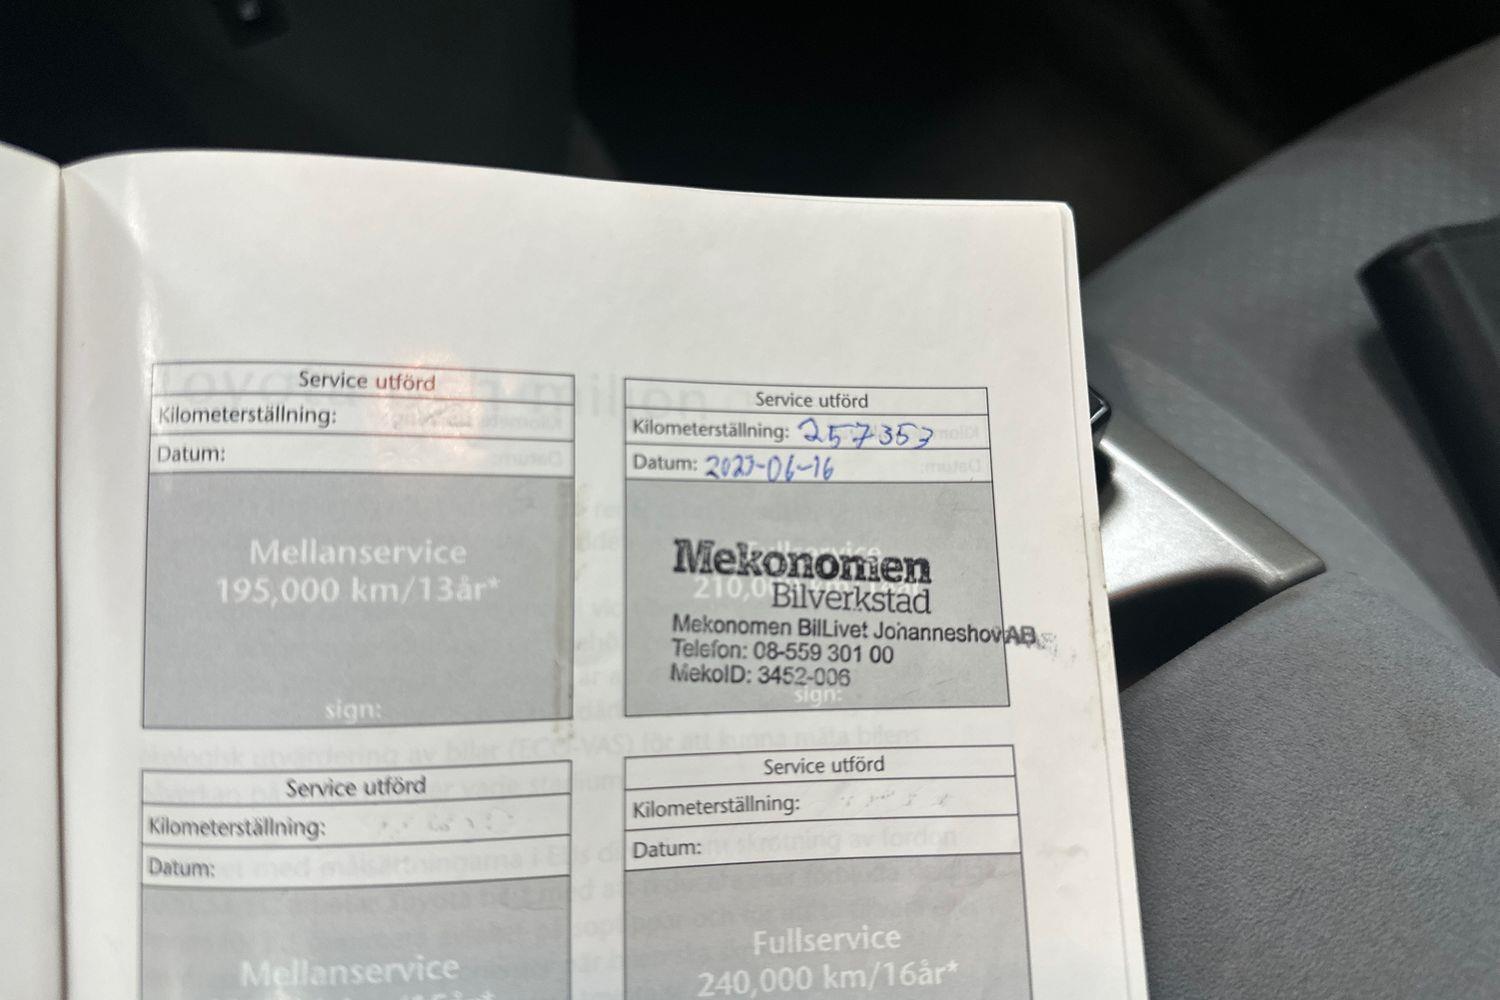 Service utförd
Kilometerställning:
Datum:
Mellanservice
195,000 km/13år*
sign:
Service utförd
Kilometerställning: 257353
Datum: 2023-06-16
Mekonomen
Bilverkstad
Mekonomen BilLivet Johanneshov AB
Telefon: 08-559 301 00
MekoID: 3452-006
sign:
Service utförd
Kilometerställning:
Datum:
Mellanservice
Service utförd
Kilometerställning:
Datum:
Fullservice
240,000 km/16år*